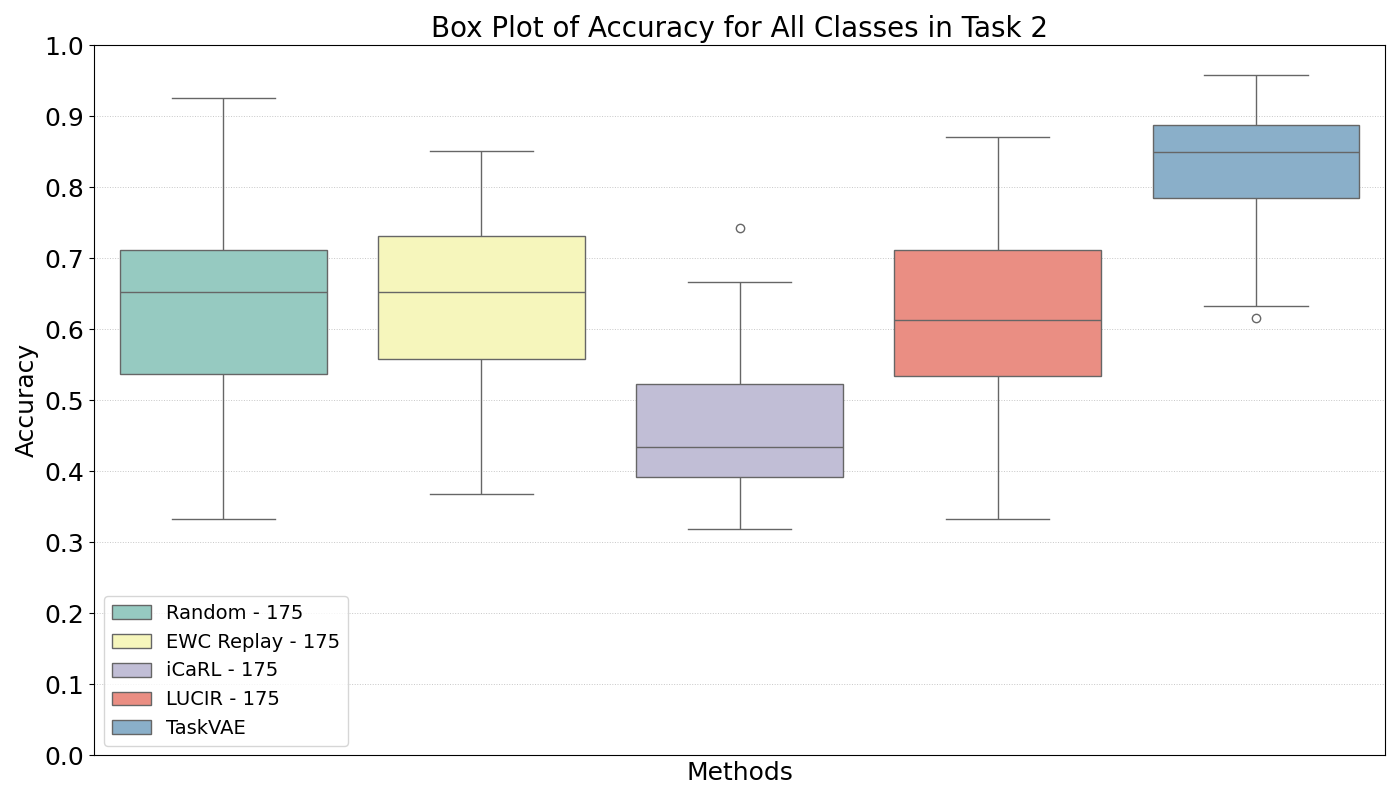 Box Plot of Accuracy for All Classes in Task 2
1.0
0.9
0.8
0.7
0.6
0.5
0.4
0.3
0.2
0.1
0.0
Accuracy
Random - 175
EWC Replay - 175
iCaRL - 175
LUCIR - 175
TaskVAE
Methods